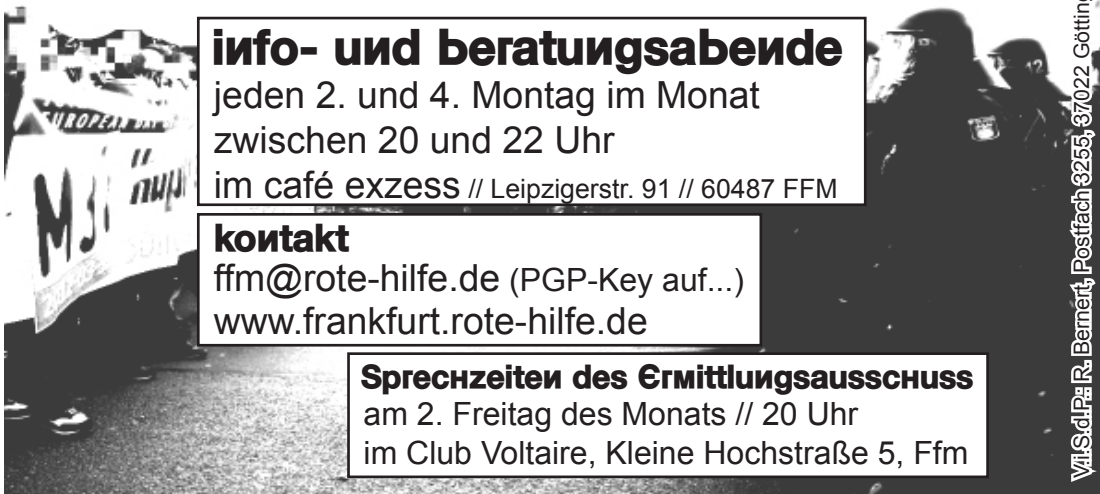 info- und beratungsabende
jeden 2. und 4. Montag im Monat
zwischen 20 und 22 Uhr
im café exzess // Leipzigerstr. 91 // 60487 FFM
kontakt
ffm@rote-hilfe.de (PGP-Key auf...)
www.frankfurt.rote-hilfe.de
Sprechzeiten des Ermittlungsausschuss
am 2. Freitag des Monats // 20 Uhr
im Club Voltaire, Kleine Hochstraße 5, Ffm
V.i.S.d.P.: R. Bernert, Postfach 3255, 37022
EUROPEAN